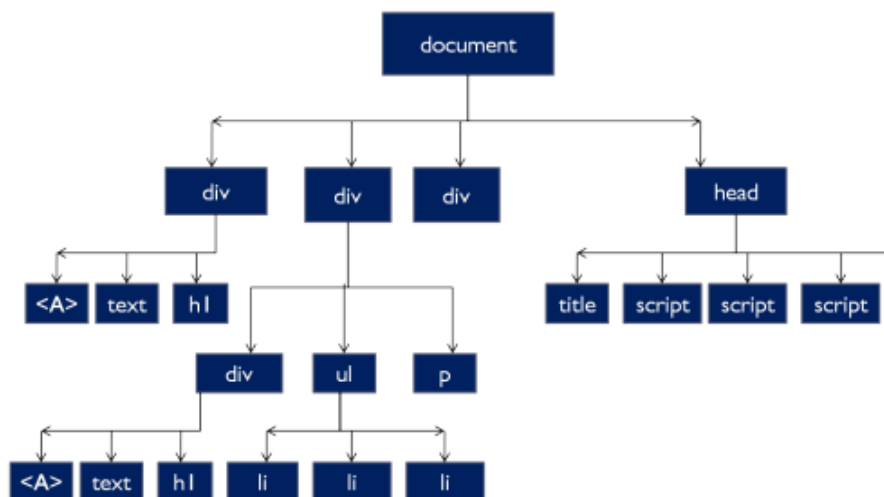 document
div
div
div
head
<A>
text
h1
title
script
script
script
div
ul
p
<A>
text
h1
li
li
li